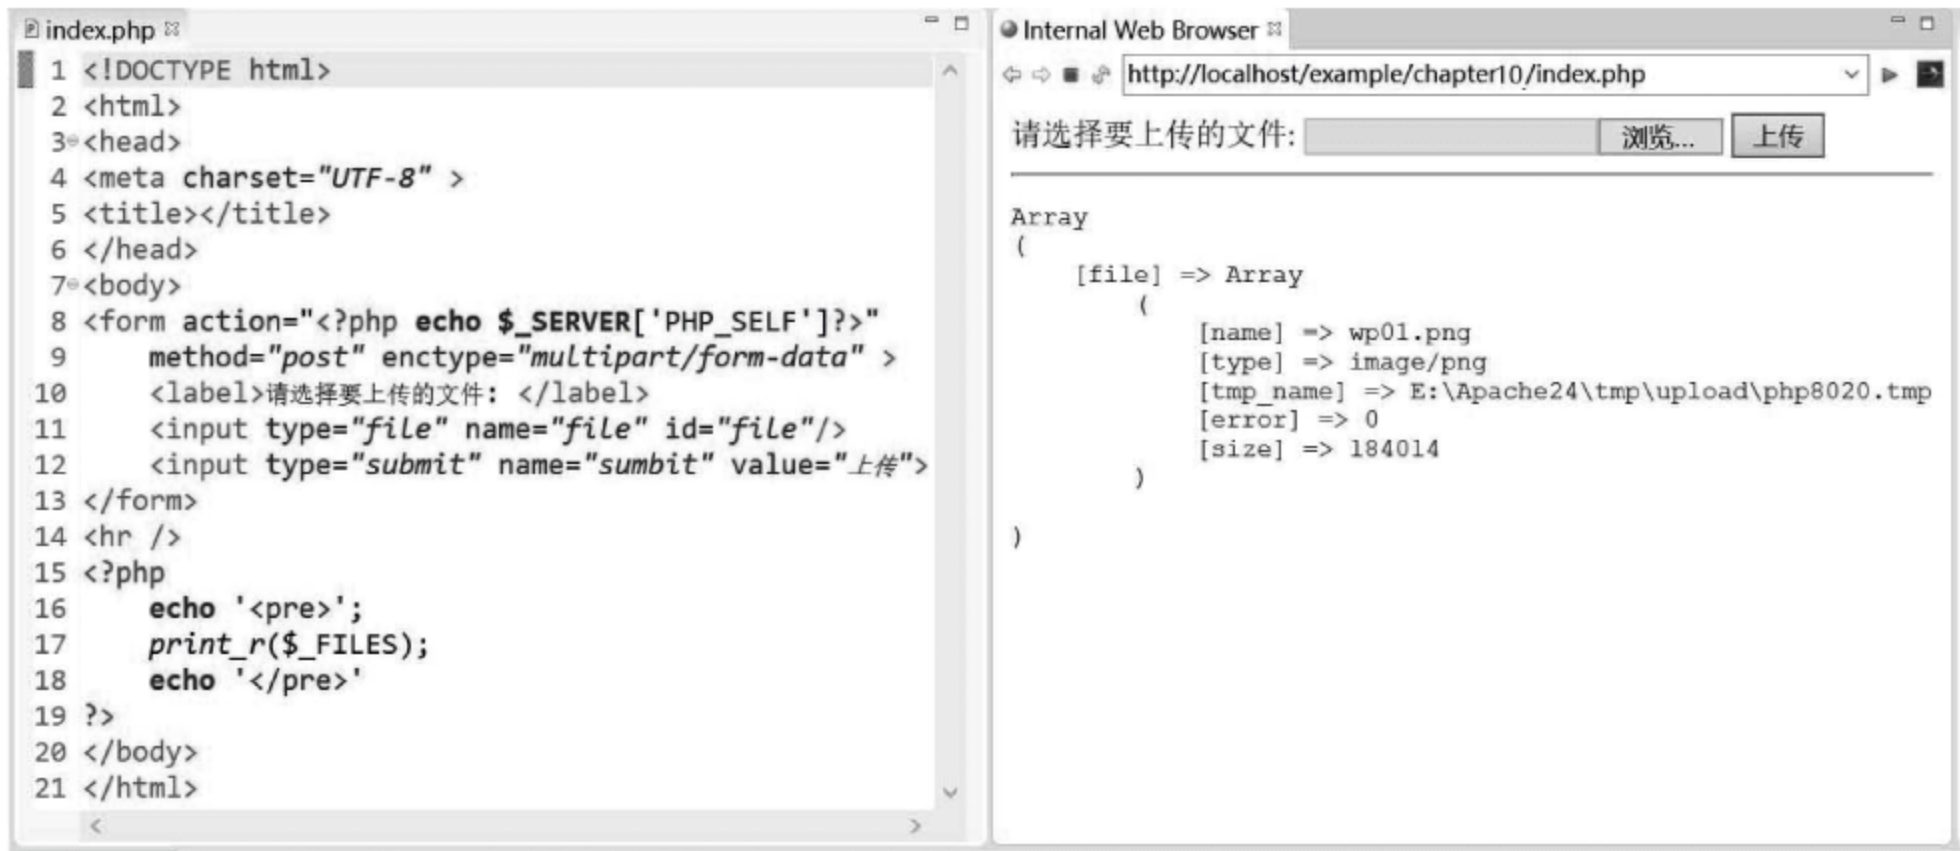 index.php
1 <!DOCTYPE html>
2 <html>
3 <head>
4 <meta charset="UTF-8" >
5 <title></title>
6 </head>
7 <body>
8 <form action="<?php echo $_SERVER['PHP_SELF']?>"
9 method="post" enctype="multipart/form-data" >
10 <label>请选择要上传的文件: </label>
11 <input type="file" name="file" id="file"/>
12 <input type="submit" name="sumbit" value="上传">
13 </form>
14 <hr />
15 <?php
16 echo '<pre>';
17 print_r($_FILES);
18 echo '</pre>'
19 ?>
20 </body>
21 </html>
Internal Web Browser
http://localhost/example/chapter10/index.php
请选择要上传的文件: 浏览... 上传
Array
(
[file] => Array
(
[name] => wp01.png
[type] => image/png
[tmp_name] => E:\Apache24\tmp\upload\php8020.tmp
[error] => 0
[size] => 184014
)
)